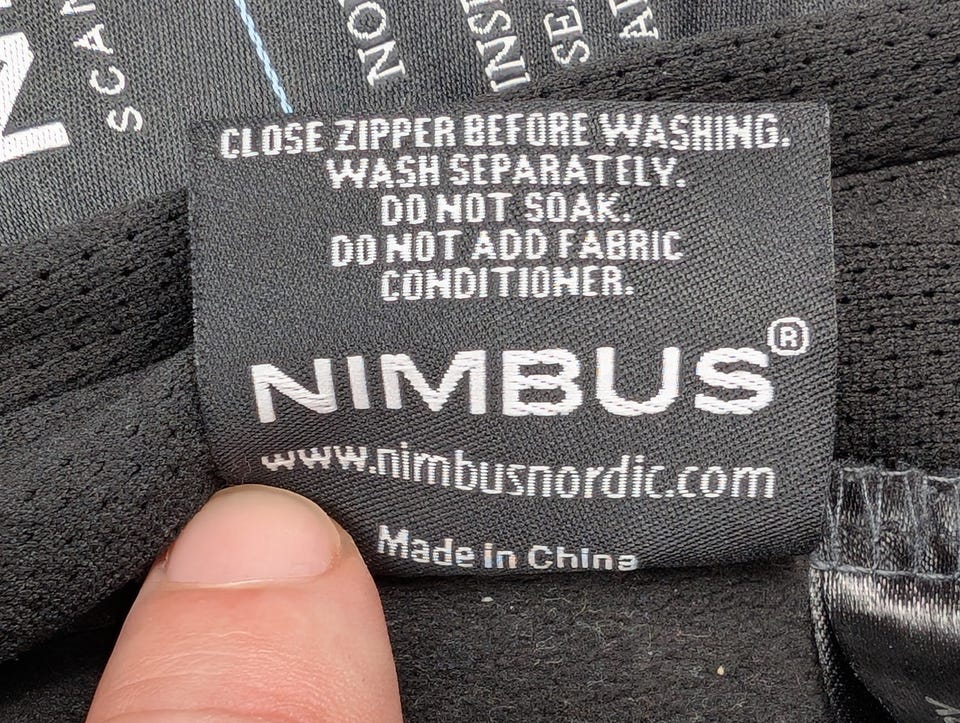 CLOSE ZIPPER BEFORE WASHING.
WASH SEPARATELY.
DO NOT SOAK.
DO NOT ADD FABRIC
CONDITIONER.
NIMBUS®
www.nimbusnordic.com
Made in China